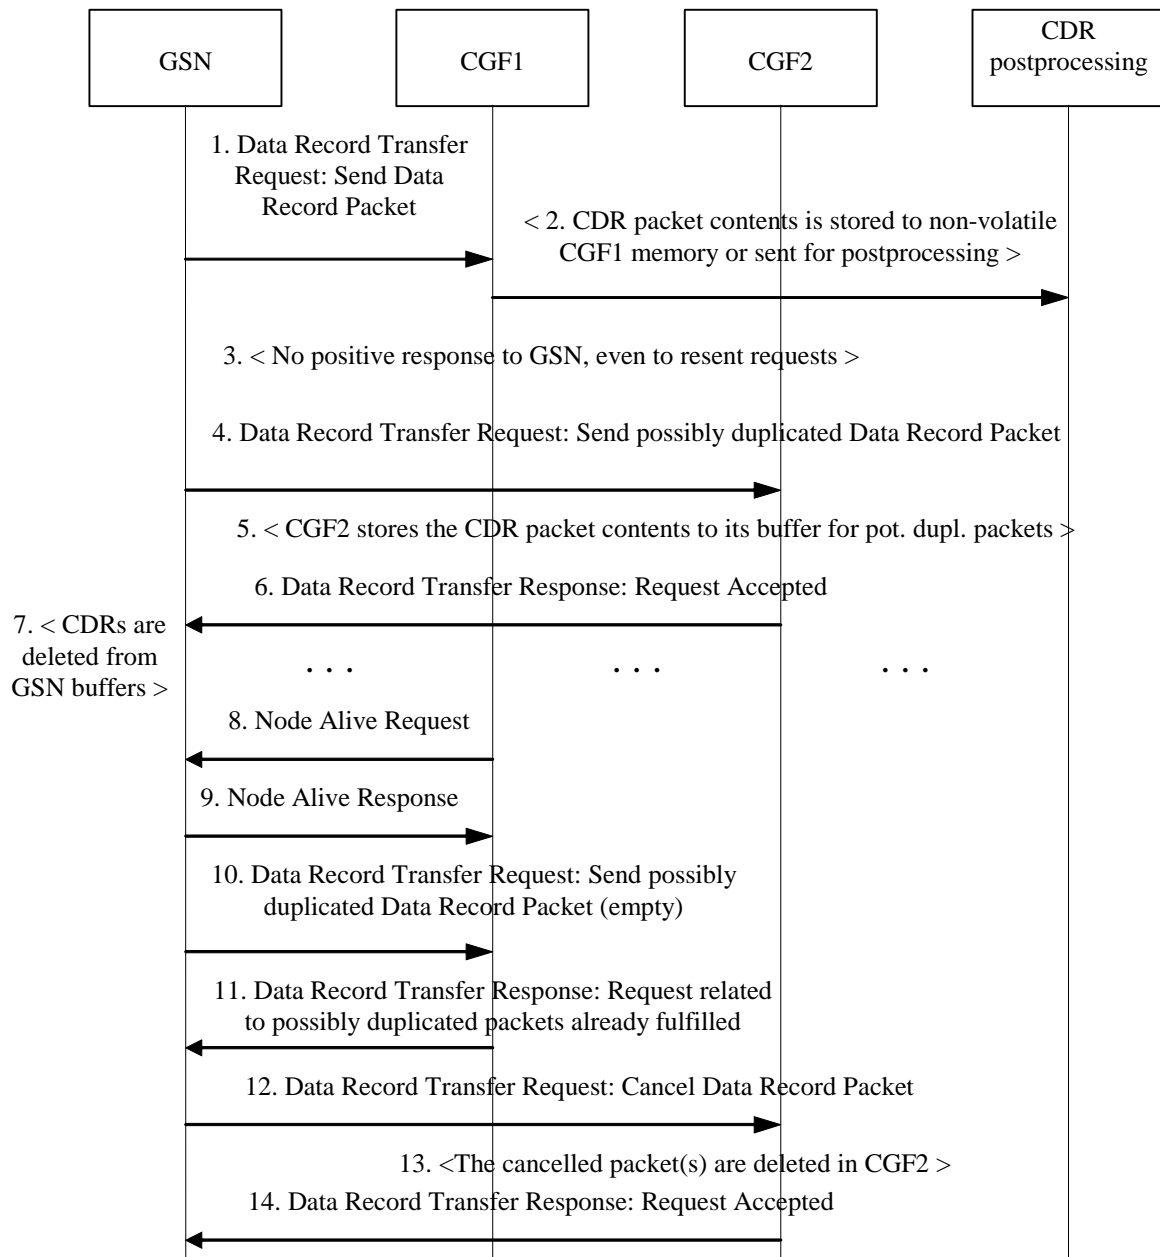 GSN
CGF1
CGF2
CDR
postprocessing
1. Data Record Transfer
Request: Send Data
Record Packet
< 2. CDR packet contents is stored to non-volatile
CGF1 memory or sent for postprocessing >
3. < No positive response to GSN, even to resent requests >
4. Data Record Transfer Request: Send possibly duplicated Data Record Packet
5. < CGF2 stores the CDR packet contents to its buffer for pot. dupl. packets >
6. Data Record Transfer Response: Request Accepted
7. < CDRs are
deleted from
GSN buffers >
. . .
. . .
. . .
8. Node Alive Request
9. Node Alive Response
10. Data Record Transfer Request: Send possibly
duplicated Data Record Packet (empty)
11. Data Record Transfer Response: Request related
to possibly duplicated packets already fulfilled
12. Data Record Transfer Request: Cancel Data Record Packet
13. <The cancelled packet(s) are deleted in CGF2 >
14. Data Record Transfer Response: Request Accepted